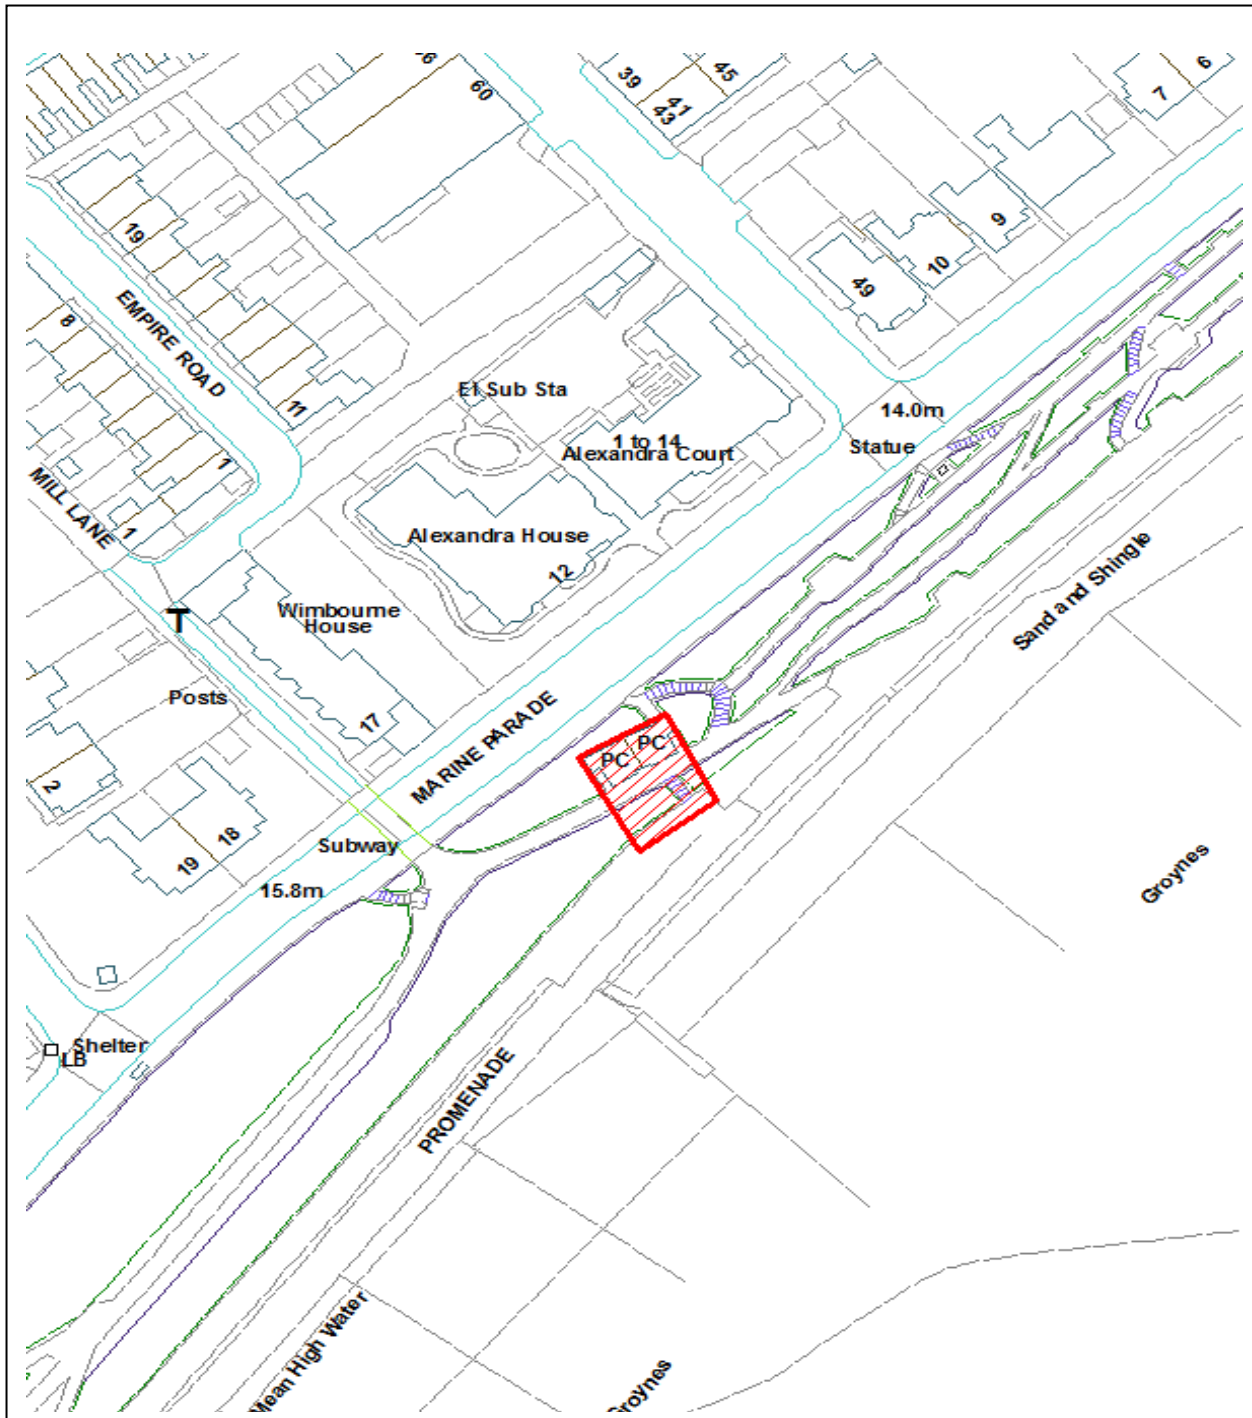 60
39
41
43
45
6
7
9
10
49
19
EMPIRE ROAD
8
11
1
1
MILL LANE
El Sub Sta
1 to 14
Alexandra Court
14.0m
Statue
Alexandra House
12
Wimbourne
House
T
Posts
17
MARINE PARADE
Sand and Shingle
PC
PC
2
18
19
Subway
15.8m
Groynes
Shelter
LB
PROMENADE
Mean High Water
Groynes